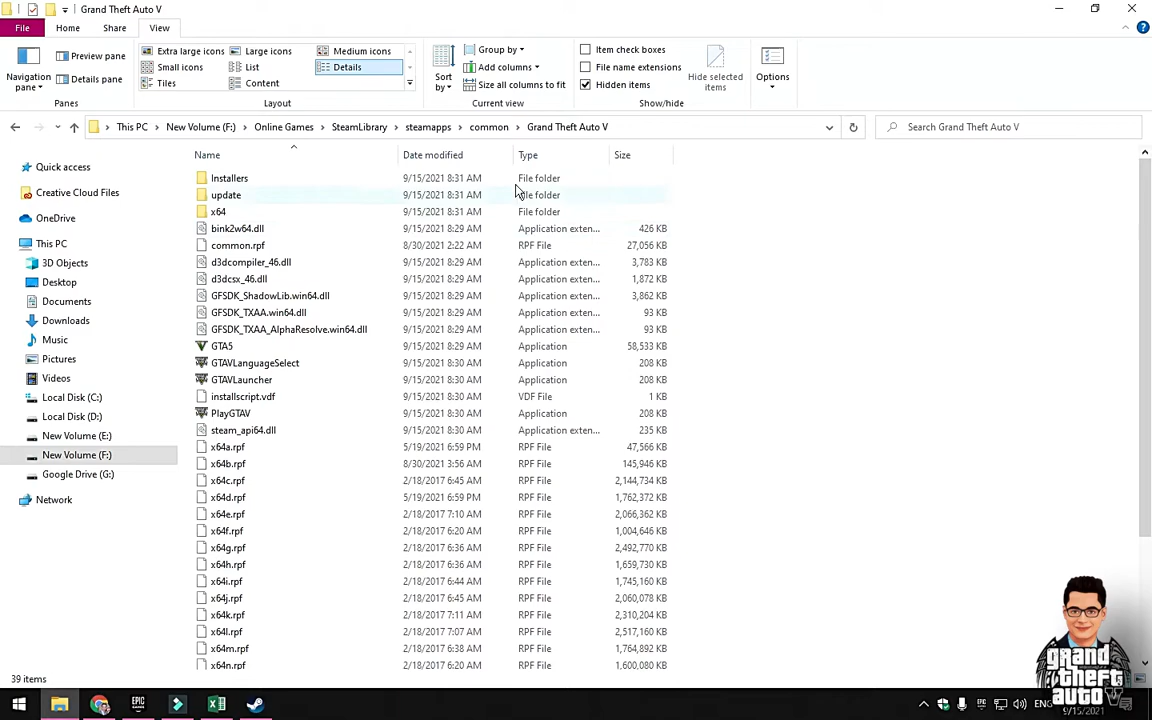 Grand Theft Auto V
File Home Share View
Navigation pane
Preview pane
Details pane
Panes
Extra large icons Large icons Medium icons
Small icons List Details
Tiles Content
Layout
Sort by
Group by
Add columns
Size all columns to fit
Current view
Item check boxes
File name extensions
Hidden items
Hide selected items
Show/hide
Options
This PC > New Volume (F:) > Online Games > SteamLibrary > steamapps > common > Grand Theft Auto V
Search Grand Theft Auto V
Quick access
Creative Cloud Files
OneDrive
This PC
3D Objects
Desktop
Documents
Downloads
Music
Pictures
Videos
Local Disk (C:)
Local Disk (D:)
New Volume (E:)
New Volume (F:)
Google Drive (G:)
Network
Name Date modified Type Size
Installers 9/15/2021 8:31 AM File folder
update 9/15/2021 8:31 AM File folder
x64 9/15/2021 8:31 AM File folder
bink2w64.dll 9/15/2021 8:29 AM Application exten... 426 KB
common.rpf 8/30/2021 2:22 AM RPF File 27,056 KB
d3dcompiler_46.dll 9/15/2021 8:29 AM Application exten... 3,783 KB
d3dcsx_46.dll 9/15/2021 8:29 AM Application exten... 1,872 KB
GFSDK_ShadowLib.win64.dll 9/15/2021 8:29 AM Application exten... 3,862 KB
GFSDK_TXAA.win64.dll 9/15/2021 8:29 AM Application exten... 93 KB
GFSDK_TXAA_AlphaResolve.win64.dll 9/15/2021 8:29 AM Application exten... 93 KB
GTA5 9/15/2021 8:29 AM Application 58,533 KB
GTAVLanguageSelect 9/15/2021 8:30 AM Application 208 KB
GTAVLauncher 9/15/2021 8:30 AM Application 208 KB
installscript.vdf 9/15/2021 8:30 AM VDF File 1 KB
PlayGTAV 9/15/2021 8:30 AM Application 208 KB
steam_api64.dll 9/15/2021 8:30 AM Application exten... 235 KB
x64a.rpf 5/19/2021 6:59 PM RPF File 47,566 KB
x64b.rpf 8/30/2021 3:56 AM RPF File 145,946 KB
x64c.rpf 2/18/2017 6:45 AM RPF File 2,144,734 KB
x64d.rpf 5/19/2021 6:59 PM RPF File 1,762,372 KB
x64e.rpf 2/18/2017 7:10 AM RPF File 2,066,362 KB
x64f.rpf 2/18/2017 6:20 AM RPF File 1,004,646 KB
x64g.rpf 2/18/2017 6:36 AM RPF File 2,492,770 KB
x64h.rpf 2/18/2017 6:36 AM RPF File 1,659,730 KB
x64i.rpf 2/18/2017 6:44 AM RPF File 1,745,160 KB
x64j.rpf 2/18/2017 6:45 AM RPF File 2,060,078 KB
x64k.rpf 2/18/2017 7:11 AM RPF File 2,310,204 KB
x64l.rpf 2/18/2017 7:07 AM RPF File 2,517,160 KB
x64m.rpf 2/18/2017 6:38 AM RPF File 1,764,892 KB
x64n.rpf 2/18/2017 6:20 AM RPF File 1,600,080 KB
39 items
grand
theft
auto V
EPIC GAMES
ENG
9/15/2021